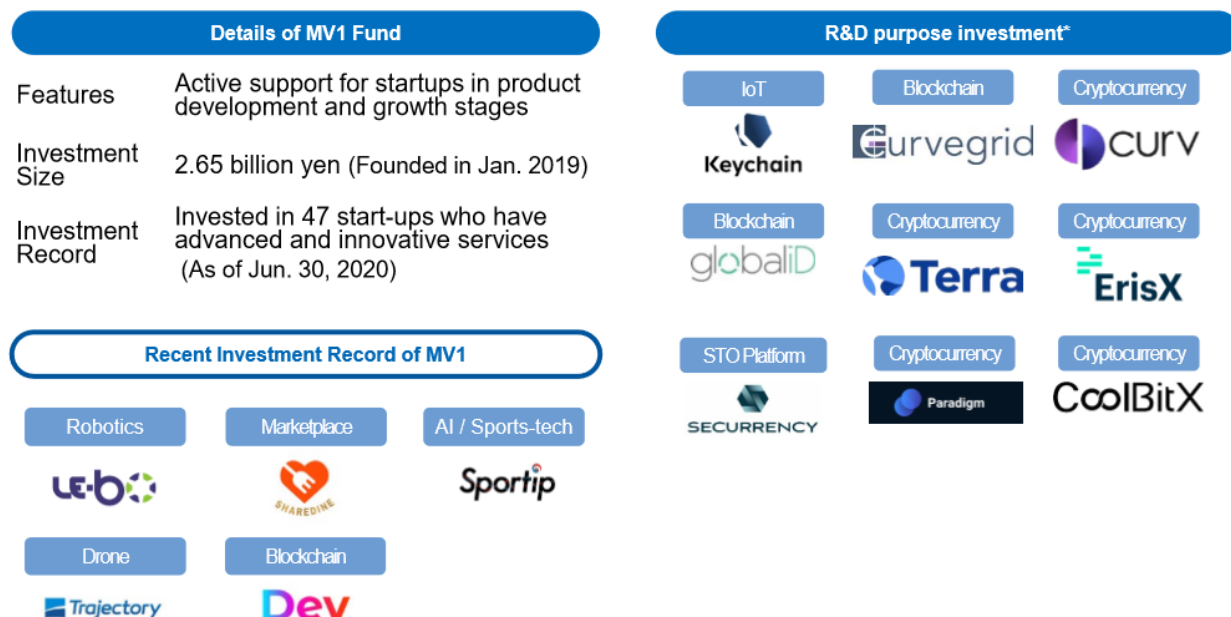 Details of MV1 Fund
Features
Active support for startups in product
development and growth stages
Investment
Size
2.65 billion yen (Founded in Jan. 2019)
Investment
Record
Invested in 47 start-ups who have
advanced and innovative services
(As of Jun. 30, 2020)
Recent Investment Record of MV1
Robotics
Marketplace
AI / Sports-tech
LE-bO
SHAREDINE
Sportip
Drone
Blockchain
Trajectory
Dev
R&D purpose investment*
IoT
Blockchain
Cryptocurrency
Keychain
Curvegrid
CURV
Blockchain
Cryptocurrency
Cryptocurrency
globaliD
Terra
ErisX
STO Platform
Cryptocurrency
Cryptocurrency
SECURRENCY
Paradigm
CoolBitX